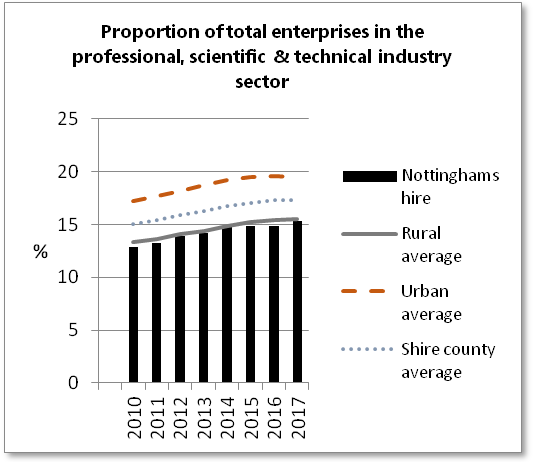 Proportion of total enterprises in the
professional, scientific & technical industry
sector
25
20
15
10
5
0
%
2010
2011
2012
2013
2014
2015
2016
2017
Nottinghams
hire
Rural
average
Urban
average
Shire county
average